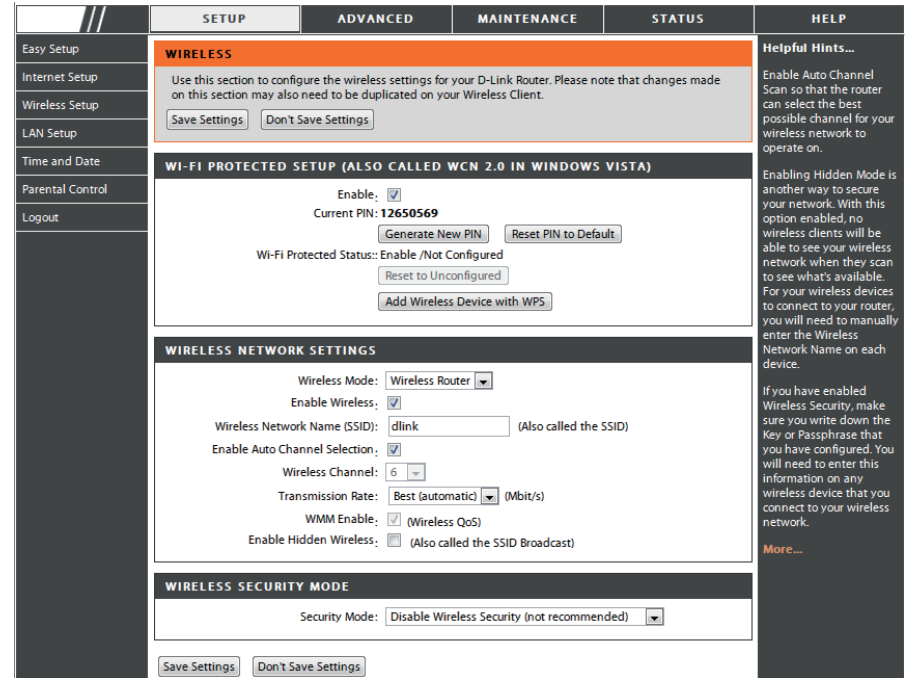 SETUP
ADVANCED
MAINTENANCE
STATUS
HELP
Easy Setup
Internet Setup
Wireless Setup
LAN Setup
Time and Date
Parental Control
Logout
WIRELESS
Use this section to configure the wireless settings for your D-Link Router. Please note that changes made
on this section may also need to be duplicated on your Wireless Client.
Save Settings Don't Save Settings
WI-FI PROTECTED SETUP (ALSO CALLED WCN 2.0 IN WINDOWS VISTA)
Enable:
Current PIN: 12650569
Generate New PIN Reset PIN to Default
Wi-Fi Protected Status:: Enable /Not Configured
Reset to Unconfigured
Add Wireless Device with WPS
WIRELESS NETWORK SETTINGS
Wireless Mode: Wireless Router
Enable Wireless:
Wireless Network Name (SSID): dlink (Also called the SSID)
Enable Auto Channel Selection:
Wireless Channel: 6
Transmission Rate: Best (automatic) (Mbit/s)
WMM Enable: (Wireless QoS)
Enable Hidden Wireless: (Also called the SSID Broadcast)
WIRELESS SECURITY MODE
Security Mode: Disable Wireless Security (not recommended)
Save Settings Don't Save Settings
Helpful Hints...
Enable Auto Channel
Scan so that the router
can select the best
possible channel for your
wireless network to
operate on.
Enabling Hidden Mode is
another way to secure
your network. With this
option enabled, no
wireless clients will be
able to see your wireless
network when they scan
to see what's available.
For your wireless devices
to connect to your router,
you will need to manually
enter the Wireless
Network Name on each
device.
If you have enabled
Wireless Security, make
sure you write down the
Key or Passphrase that
you have configured. You
will need to enter this
information on any
wireless device that you
connect to your wireless
network.
More...